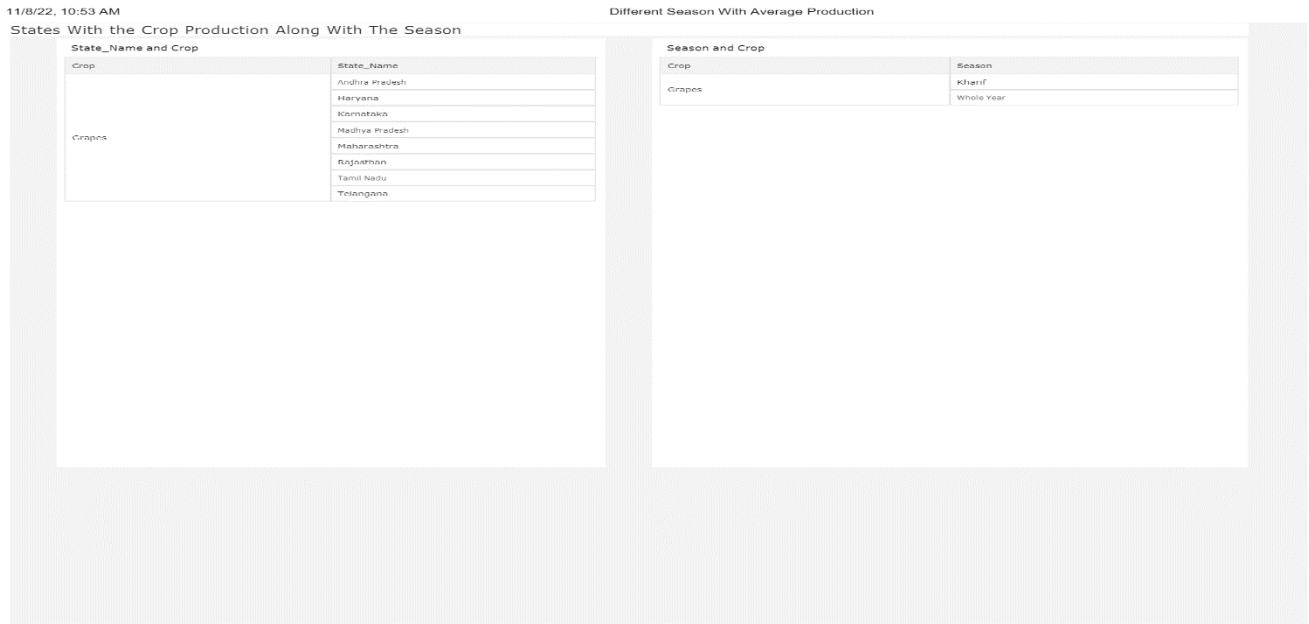 11/8/22, 10:53 AM Different Season With Average Production
States With the Crop Production Along With The Season
State_Name and Crop
Crop State_Name
Grapes
Andhra Pradesh
Haryana
Karnataka
Madhya Pradesh
Maharashtra
Rajasthan
Tamil Nadu
Telangana
Season and Crop
Crop Season
Grapes
Kharif
Whole Year